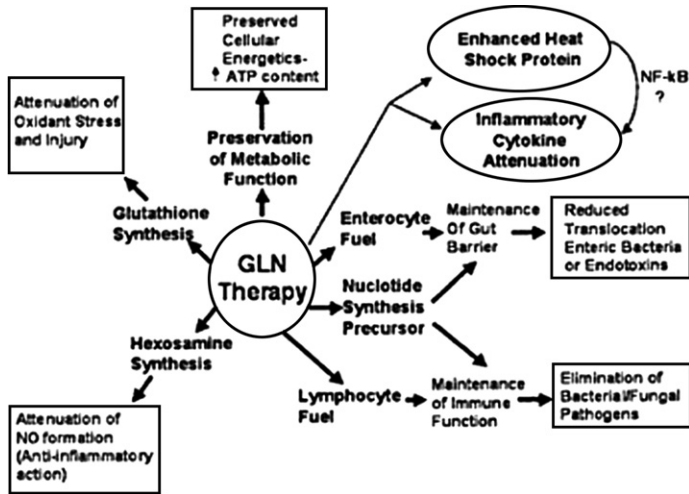 Preserved
Cellular
Energetics-
ATP content
Enhanced Heat
Shock Protein
NF-kB
?
Attenuation of
Oxidant Stress
and Injury
Preservation
of Metabolic
Function
Inflammatory
Cytokine
Attenuation
Glutathione
Synthesis
GLN
Therapy
Enterocyte
Fuel
Maintenance
Of Gut
Barrier
Reduced
Translocation
Enteric Bacteria
or Endotoxins
Nuclotide
Synthesis
Precursor
Hexosamine
Synthesis
Lymphocyte
Fuel
Maintenance
of Immune
Function
Elimination of
Bacterial/Fungal
Pathogens
Attenuation of
NO formation
(Anti-inflammatory
action)